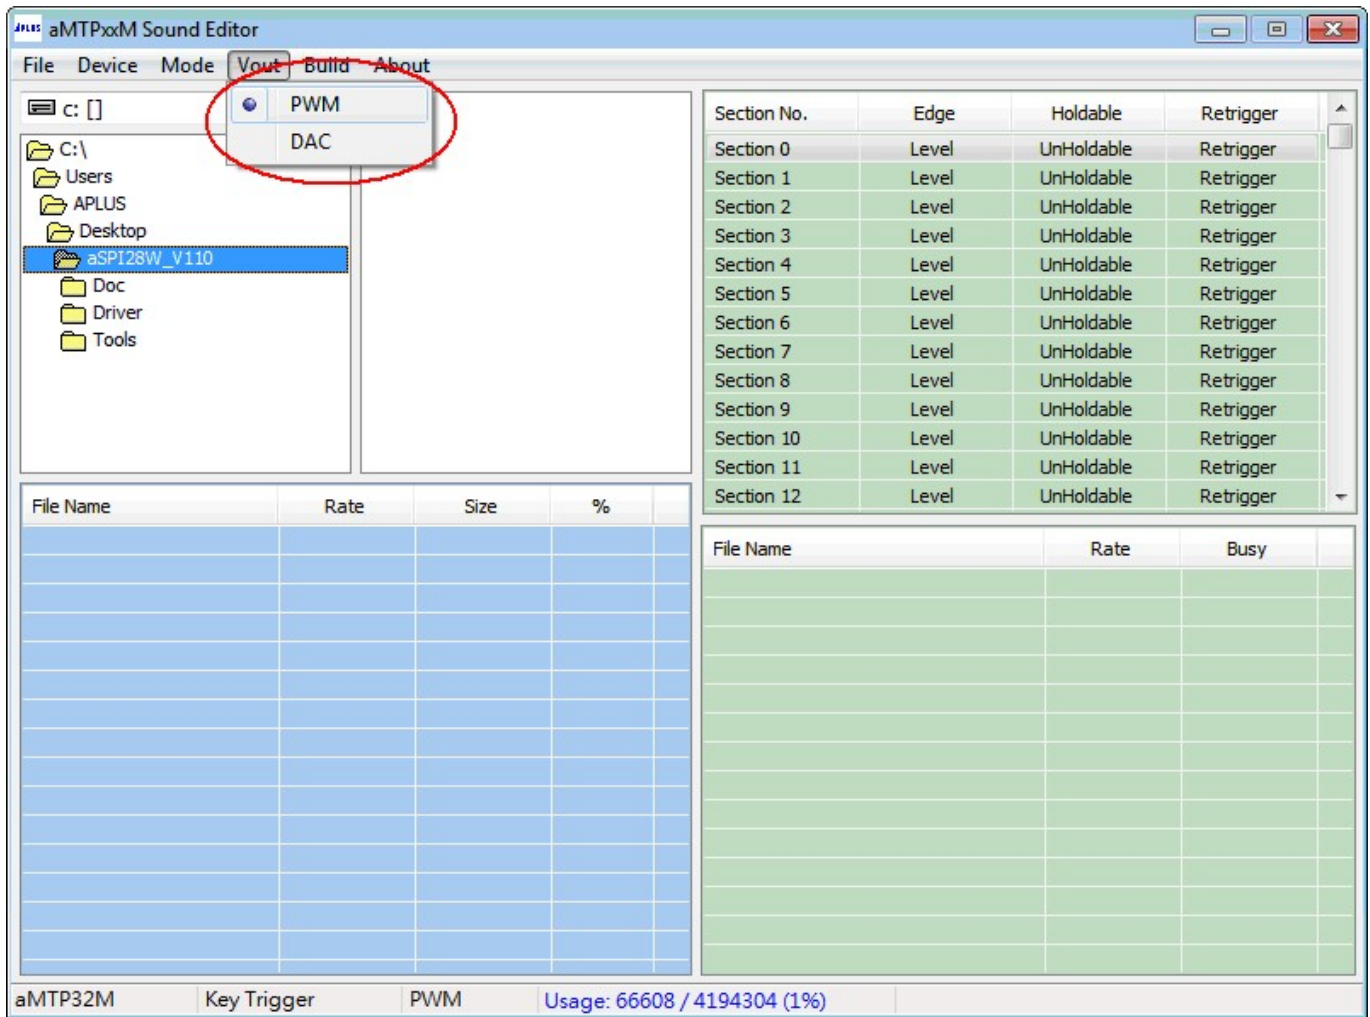 APLUS aMTPxxM Sound Editor
File Device Mode Vout Build About
c: []
PWM
DAC
C:\
Users
APLUS
Desktop
aSPI28W_V110
Doc
Driver
Tools
Section No. Edge Holdable Retrigger
Section 0 Level UnHoldable Retrigger
Section 1 Level UnHoldable Retrigger
Section 2 Level UnHoldable Retrigger
Section 3 Level UnHoldable Retrigger
Section 4 Level UnHoldable Retrigger
Section 5 Level UnHoldable Retrigger
Section 6 Level UnHoldable Retrigger
Section 7 Level UnHoldable Retrigger
Section 8 Level UnHoldable Retrigger
Section 9 Level UnHoldable Retrigger
Section 10 Level UnHoldable Retrigger
Section 11 Level UnHoldable Retrigger
Section 12 Level UnHoldable Retrigger
File Name Rate Size %
File Name Rate Busy
aMTP32M Key Trigger PWM Usage: 66608 / 4194304 (1%)